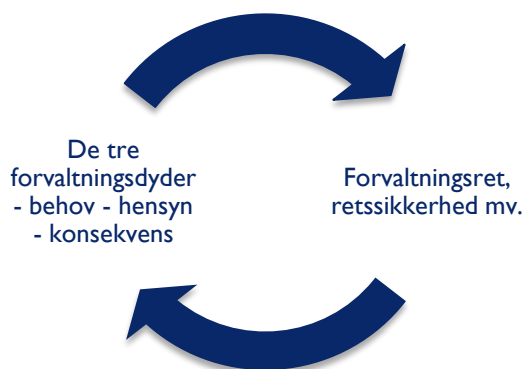 De tre
forvaltningsdyder
- behov - hensyn
- konsekvens
Forvaltningsret,
retssikkerhed mv.